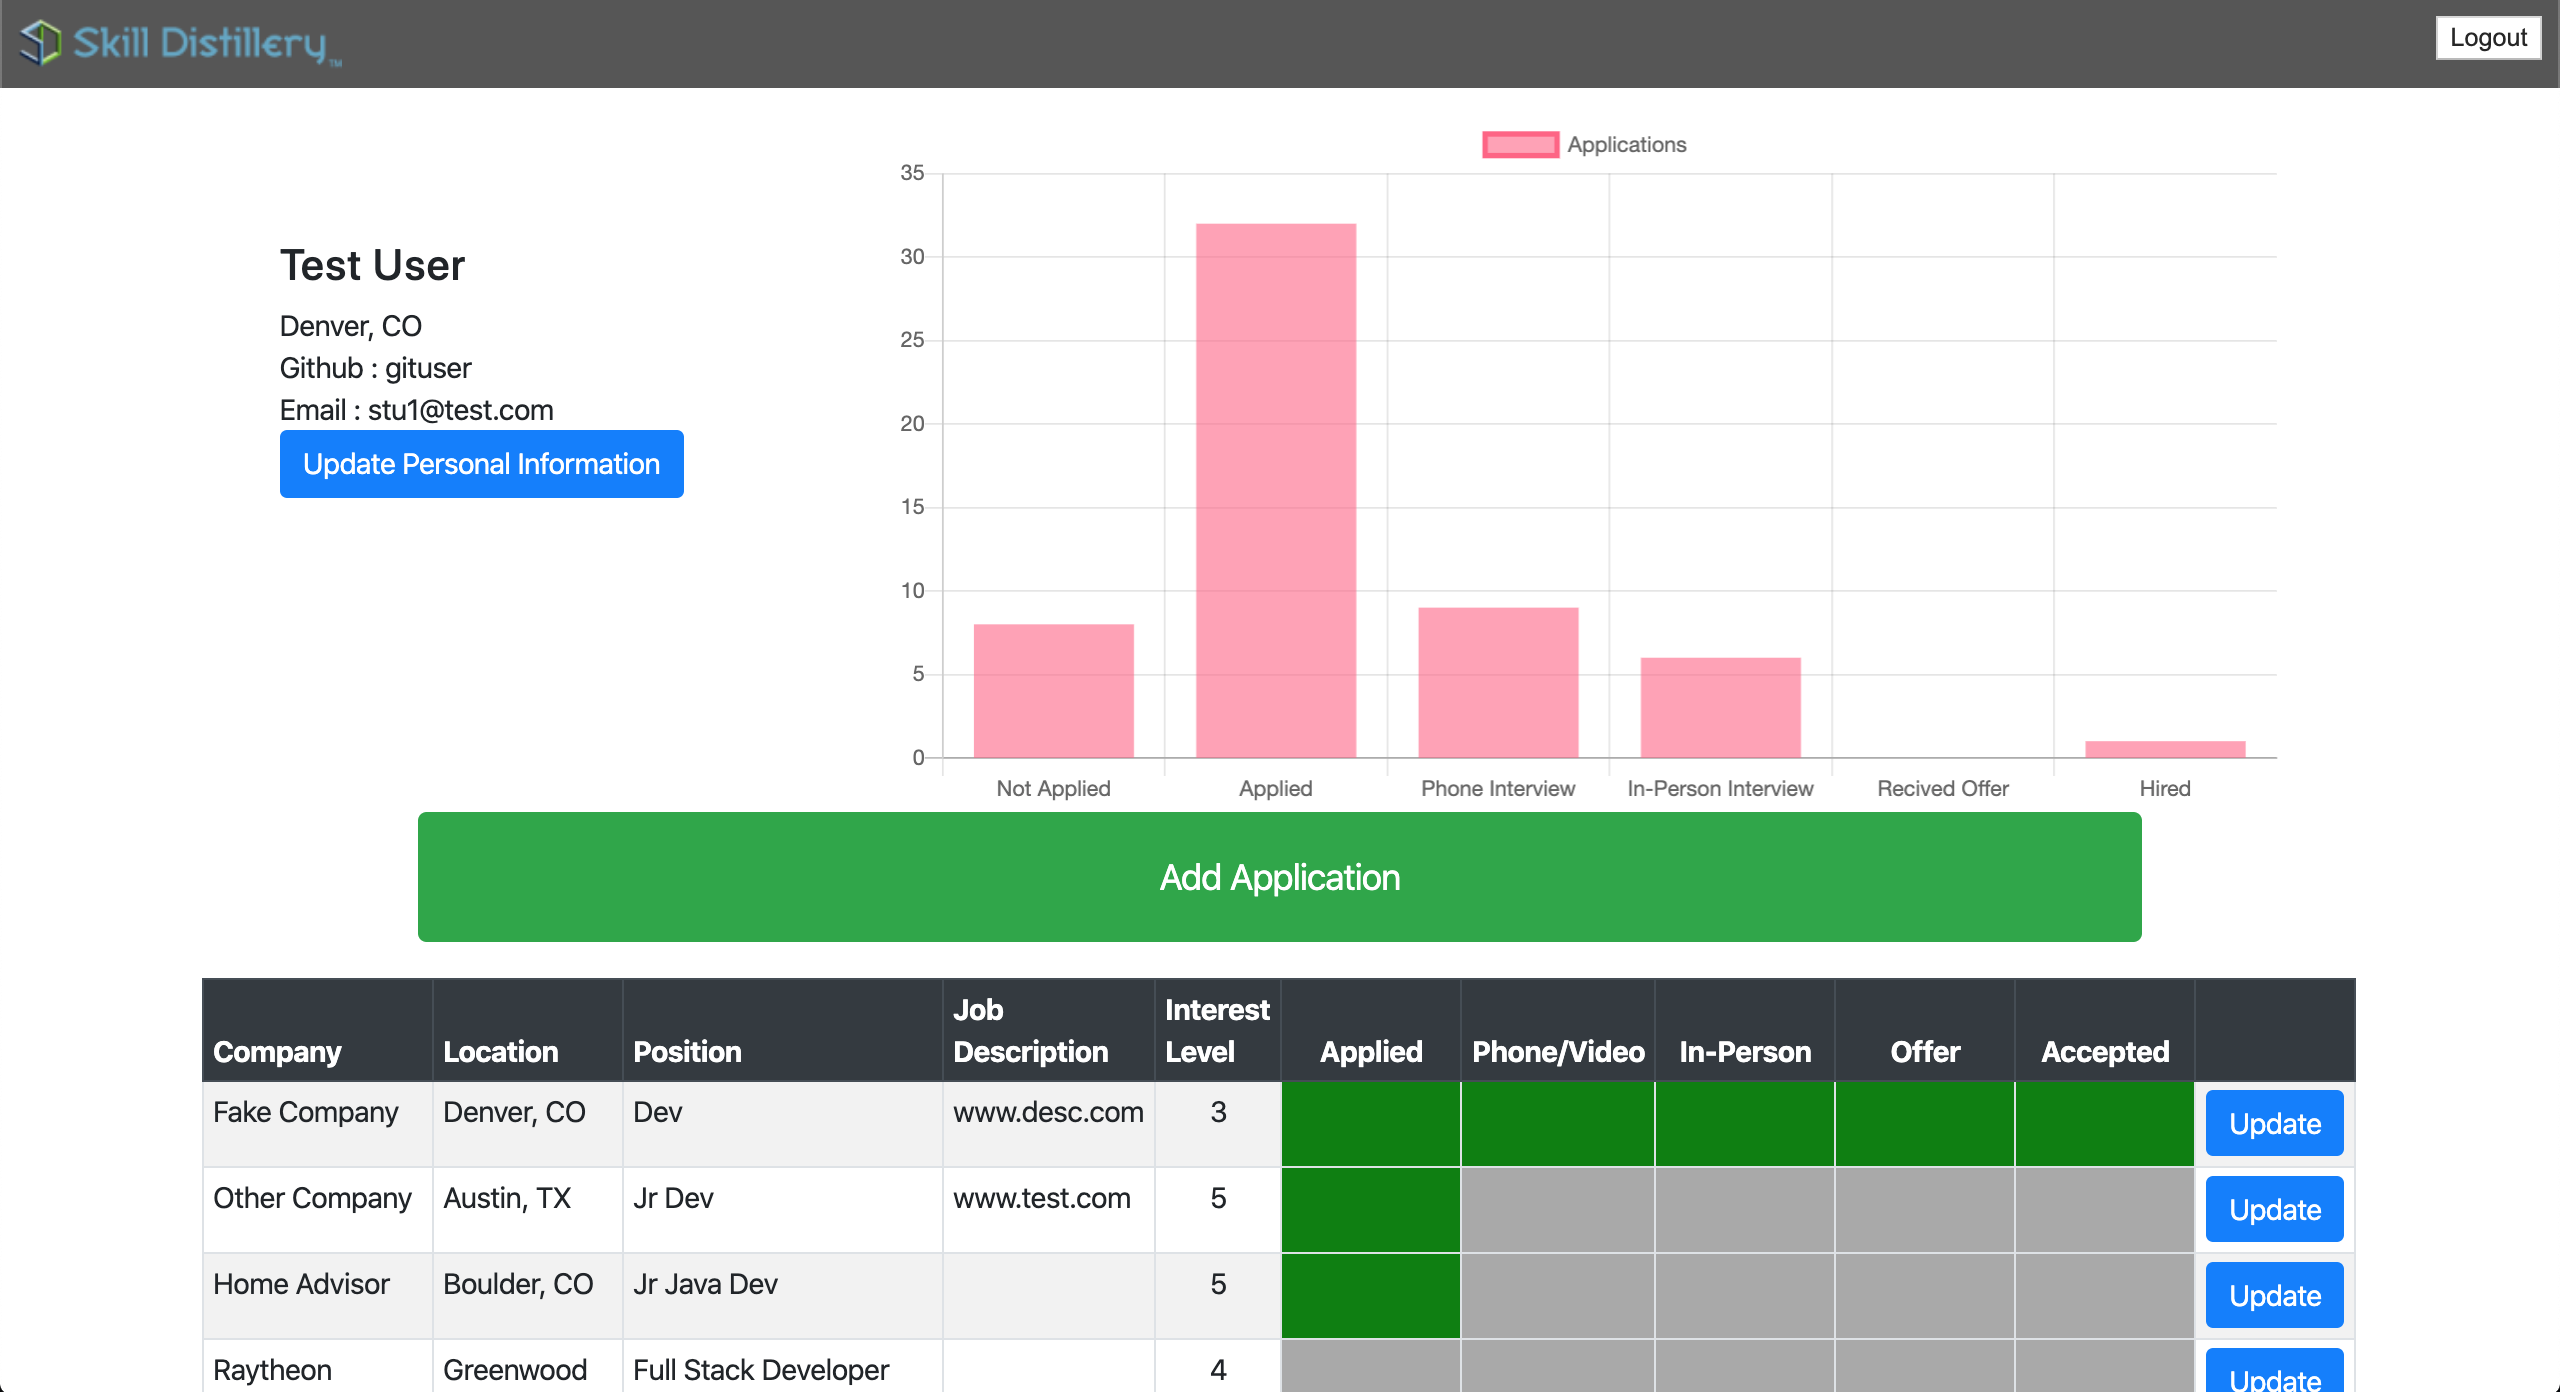 Skill Distillery™
Logout
Applications
35
30
25
20
15
10
5
0
Not Applied Applied Phone Interview In-Person Interview Recived Offer Hired
Test User
Denver, CO
Github : gituser
Email : stu1@test.com
Update Personal Information
Add Application
Company Location Position Job Description Interest Level Applied Phone/Video In-Person Offer Accepted
Fake Company Denver, CO Dev www.desc.com 3 Update
Other Company Austin, TX Jr Dev www.test.com 5 Update
Home Advisor Boulder, CO Jr Java Dev 5 Update
Raytheon Greenwood Full Stack Developer 4 Update